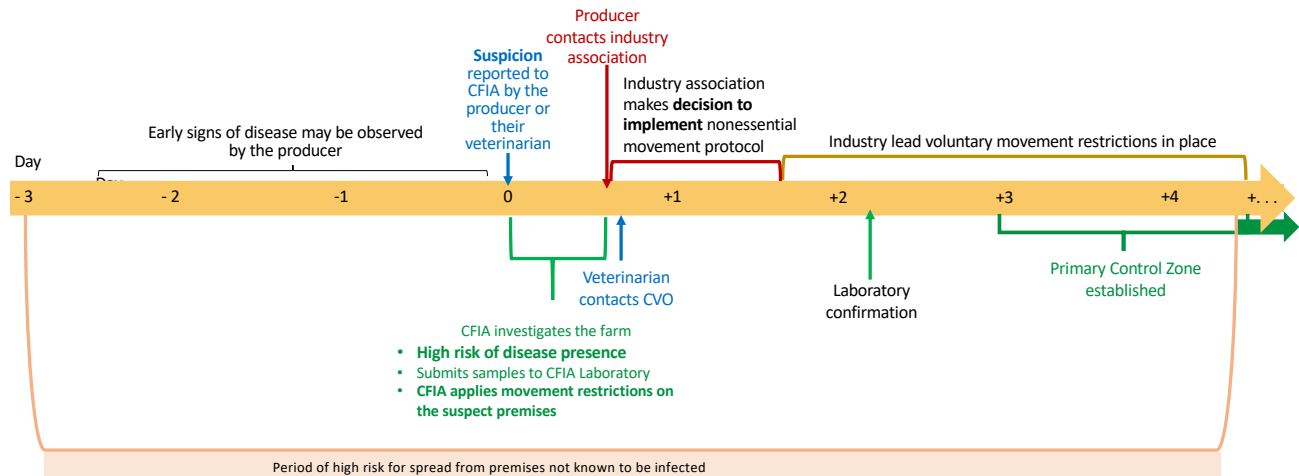 Producer
contacts industry
association
Suspicion
reported to
CFIA by the
producer or
their
veterinarian
Industry association
makes decision to
implement nonessential
movement protocol
Early signs of disease may be observed
by the producer
Industry lead voluntary movement restrictions in place
Day
- 3
- 2
-1
0
+1
+2
+3
+4
+. . .
Veterinarian
contacts CVO
Laboratory
confirmation
Primary Control Zone
established
CFIA investigates the farm
• High risk of disease presence
• Submits samples to CFIA Laboratory
• CFIA applies movement restrictions on
the suspect premises
Period of high risk for spread from premises not known to be infected